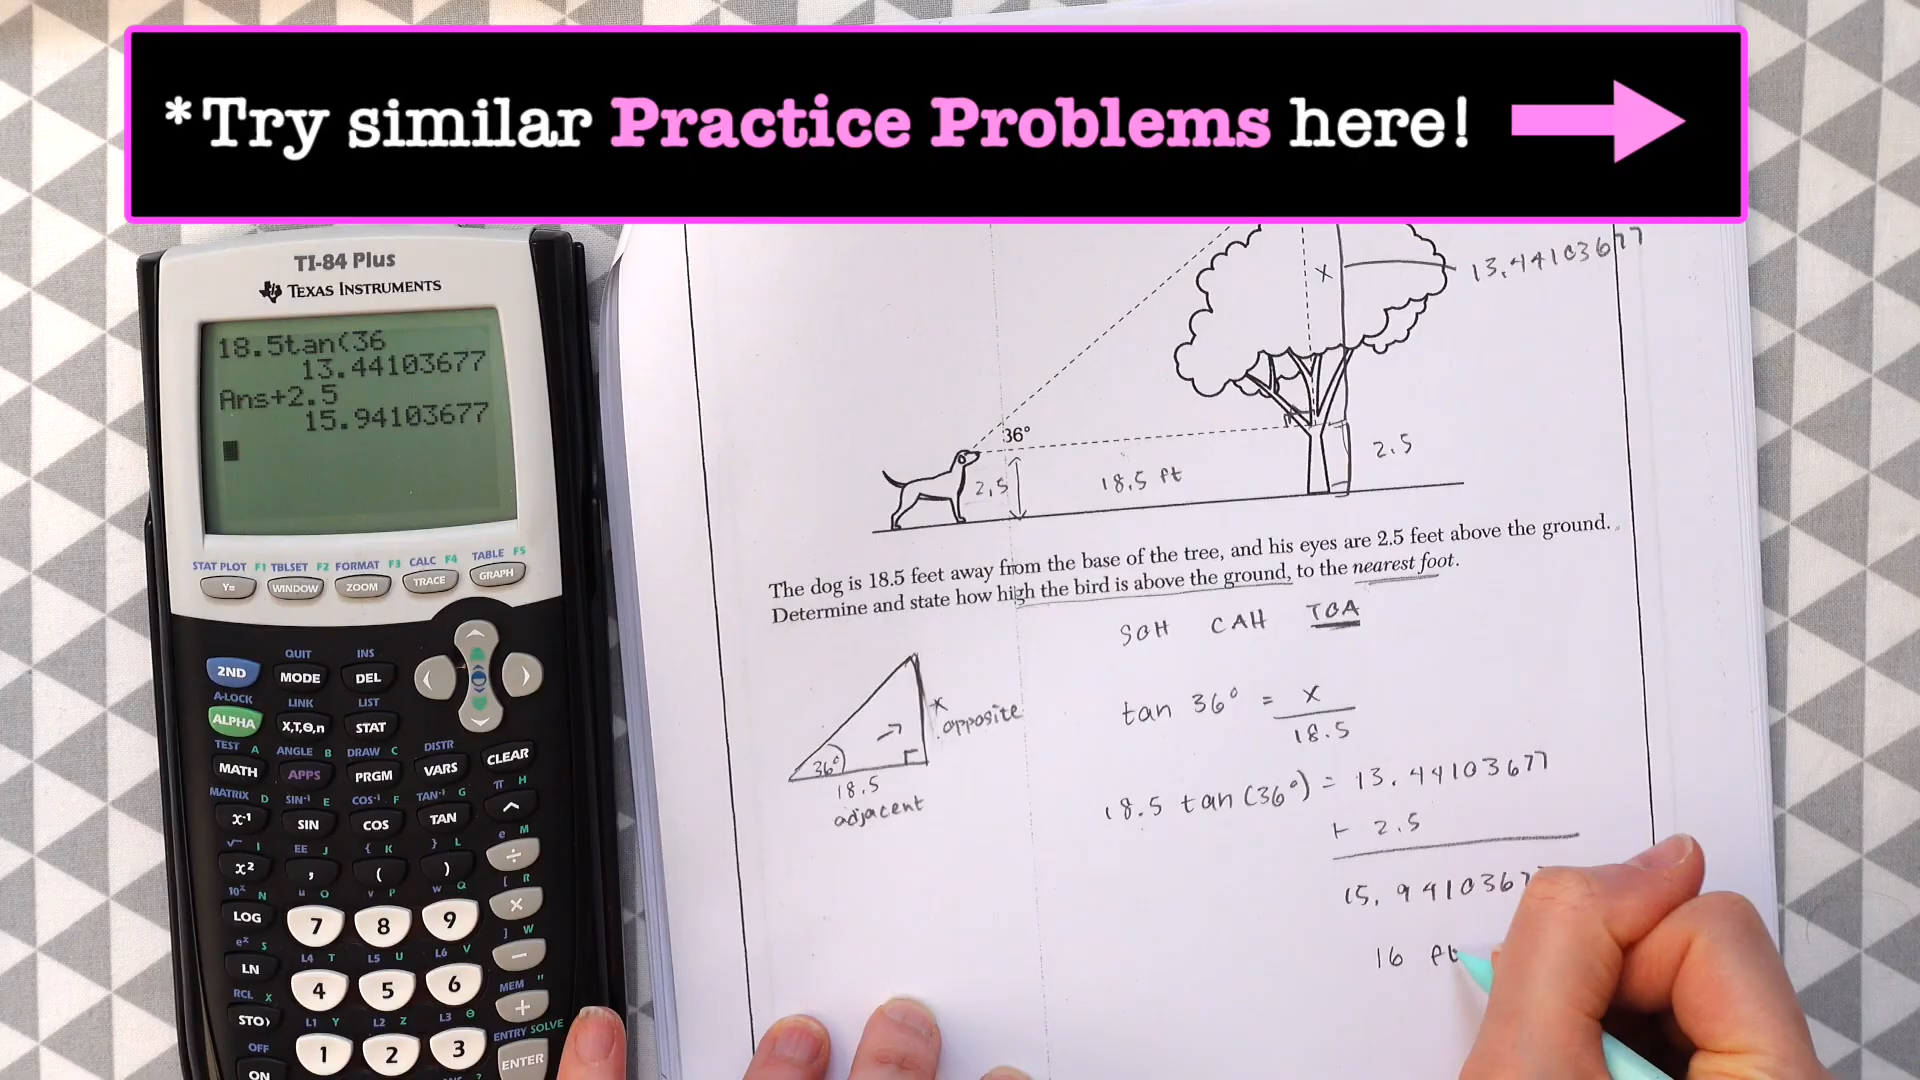 *Try similar Practice Problems here!
TI-84 Plus
TEXAS INSTRUMENTS
18.5tan(36
13.44103677
Ans+2.5
15.94103677
STAT PLOT F1 TBLSET F2 FORMAT F3 CALC F4 TABLE F5
Y= WINDOW ZOOM TRACE GRAPH
QUIT INS
2ND MODE DEL
A-LOCK LINK LIST
ALPHA X,T,Θ,n STAT
TEST A ANGLE B DRAW C DISTR
MATH APPS PRGM VARS CLEAR
MATRIX D SIN⁻¹ E COS⁻¹ F TAN⁻¹ G π H
x⁻¹ SIN COS TAN ^
√ I EE J { K } L e M
x² , ( ) ÷
10ˣ N u O v P w Q [ R
LOG 7 8 9 ×
eˣ S L4 T L5 U L6 V ] W
LN 4 5 6 −
RCL X L1 Y L2 Z L3 θ MEM "
STO› 1 2 3 +
OFF ENTRY SOLVE
ON ENTER
x 13.44103677
36°
2.5 18.5 ft 2.5
The dog is 18.5 feet away from the base of the tree, and his eyes are 2.5 feet above the ground.
Determine and state how high the bird is above the ground, to the nearest foot.
SOH CAH TOA
x
opposite
36°
18.5
adjacent
tan 36° = x
18.5
18.5 tan(36°) = 13.44103677
+ 2.5
15.94103677
16 ft